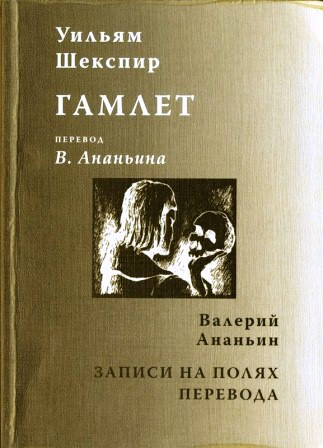 Уильям
Шекспир
ГАМЛЕТ
ПЕРЕВОД
В. Ананьина
Валерий
Ананьин
ЗАПИСИ НА ПОЛЯХ
ПЕРЕВОДА